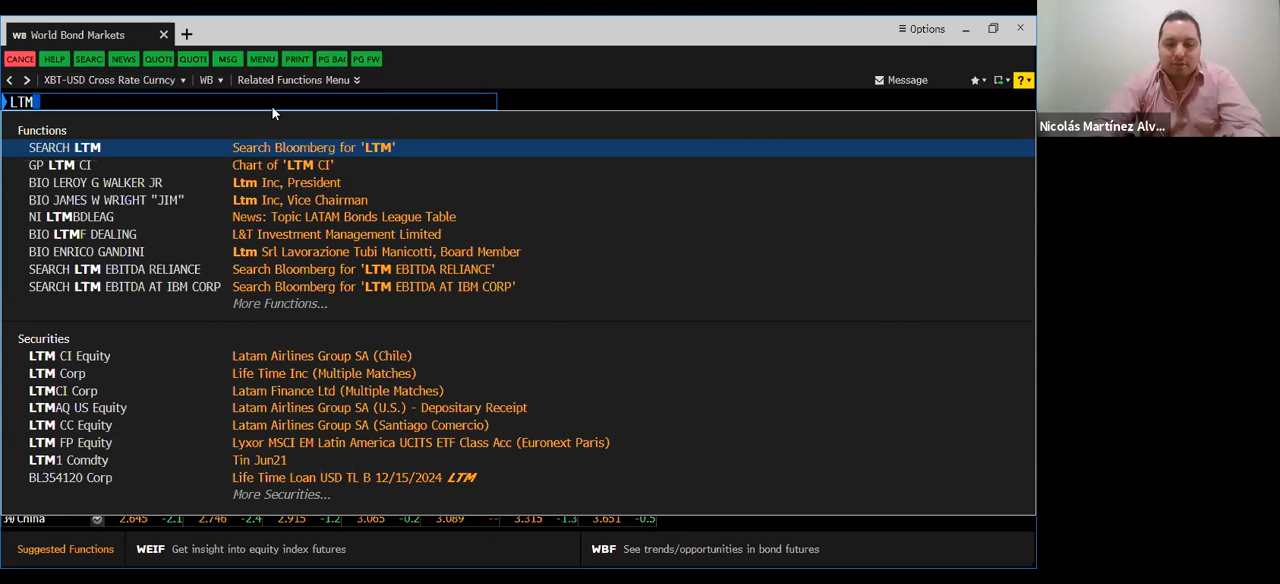 WB World Bond Markets
Options
CANCE HELP SEARC NEWS QUOTE QUOTE MSG MENU PRINT PG BAC PG FW
XBT-USD Cross Rate Curncy WB Related Functions Menu Message ?
LTM
Nicolás Martínez Alv...
Functions
SEARCH LTM Search Bloomberg for 'LTM'
GP LTM CI Chart of 'LTM CI'
BIO LEROY G WALKER JR Ltm Inc, President
BIO JAMES W WRIGHT "JIM" Ltm Inc, Vice Chairman
NI LTMBDLEAG News: Topic LATAM Bonds League Table
BIO LTMF DEALING L&T Investment Management Limited
BIO ENRICO GANDINI Ltm Srl Lavorazione Tubi Manicotti, Board Member
SEARCH LTM EBITDA RELIANCE Search Bloomberg for 'LTM EBITDA RELIANCE'
SEARCH LTM EBITDA AT IBM CORP Search Bloomberg for 'LTM EBITDA AT IBM CORP'
More Functions...
Securities
LTM CI Equity Latam Airlines Group SA (Chile)
LTM Corp Life Time Inc (Multiple Matches)
LTMCI Corp Latam Finance Ltd (Multiple Matches)
LTMAQ US Equity Latam Airlines Group SA (U.S.) - Depositary Receipt
LTM CC Equity Latam Airlines Group SA (Santiago Comercio)
LTM FP Equity Lyxor MSCI EM Latin America UCITS ETF Class Acc (Euronext Paris)
LTM1 Comdty Tin Jun21
BL354120 Corp Life Time Loan USD TL B 12/15/2024 LTM
More Securities...
China 2.645 -2.1 2.746 -2.4 2.915 -1.2 3.065 -0.2 3.089 -- 3.315 -1.3 3.651 -0.5
Suggested Functions WEIF Get insight into equity index futures WBF See trends/opportunities in bond futures